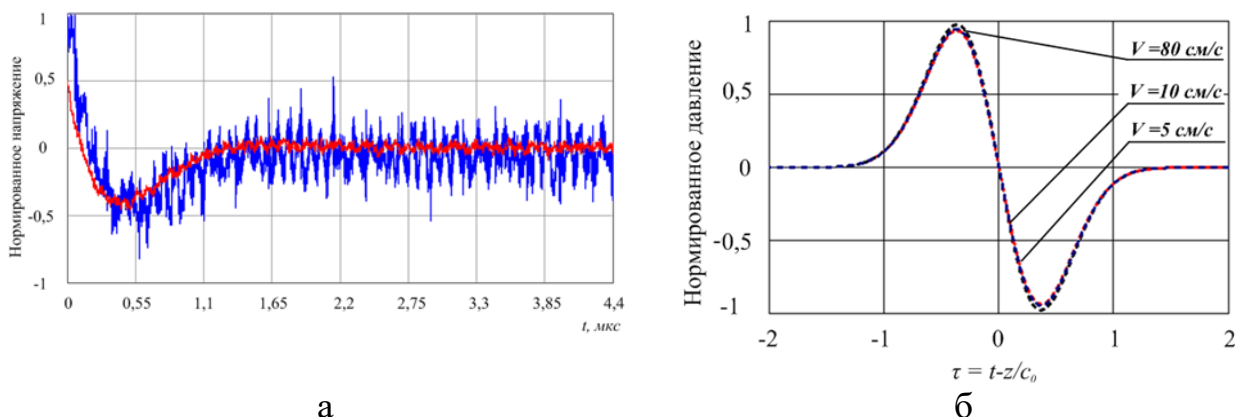 Нормированное напряжение
1
0,5
0
-0,5
-1
0 0,55 1,1 1,65 2,2 2,75 3,3 3,85 4,4
t, мкс
а
Нормированное давление
1
0,5
0
-0,5
-1
V =80 см/с
V =10 см/с
V =5 см/с
-2 -1 0 1 2
τ = t-z/c₀
б